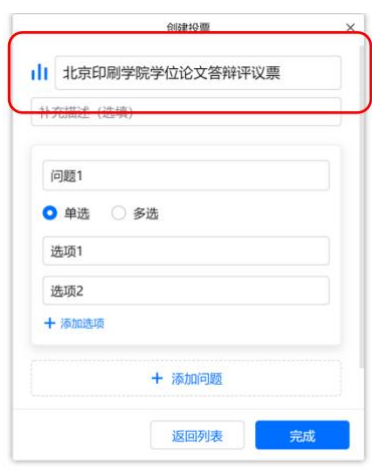 创建投票
北京印刷学院学位论文答辩评议票
补充描述（选填）
问题1
单选 多选
选项1
选项2
+ 添加选项
+ 添加问题
返回列表 完成